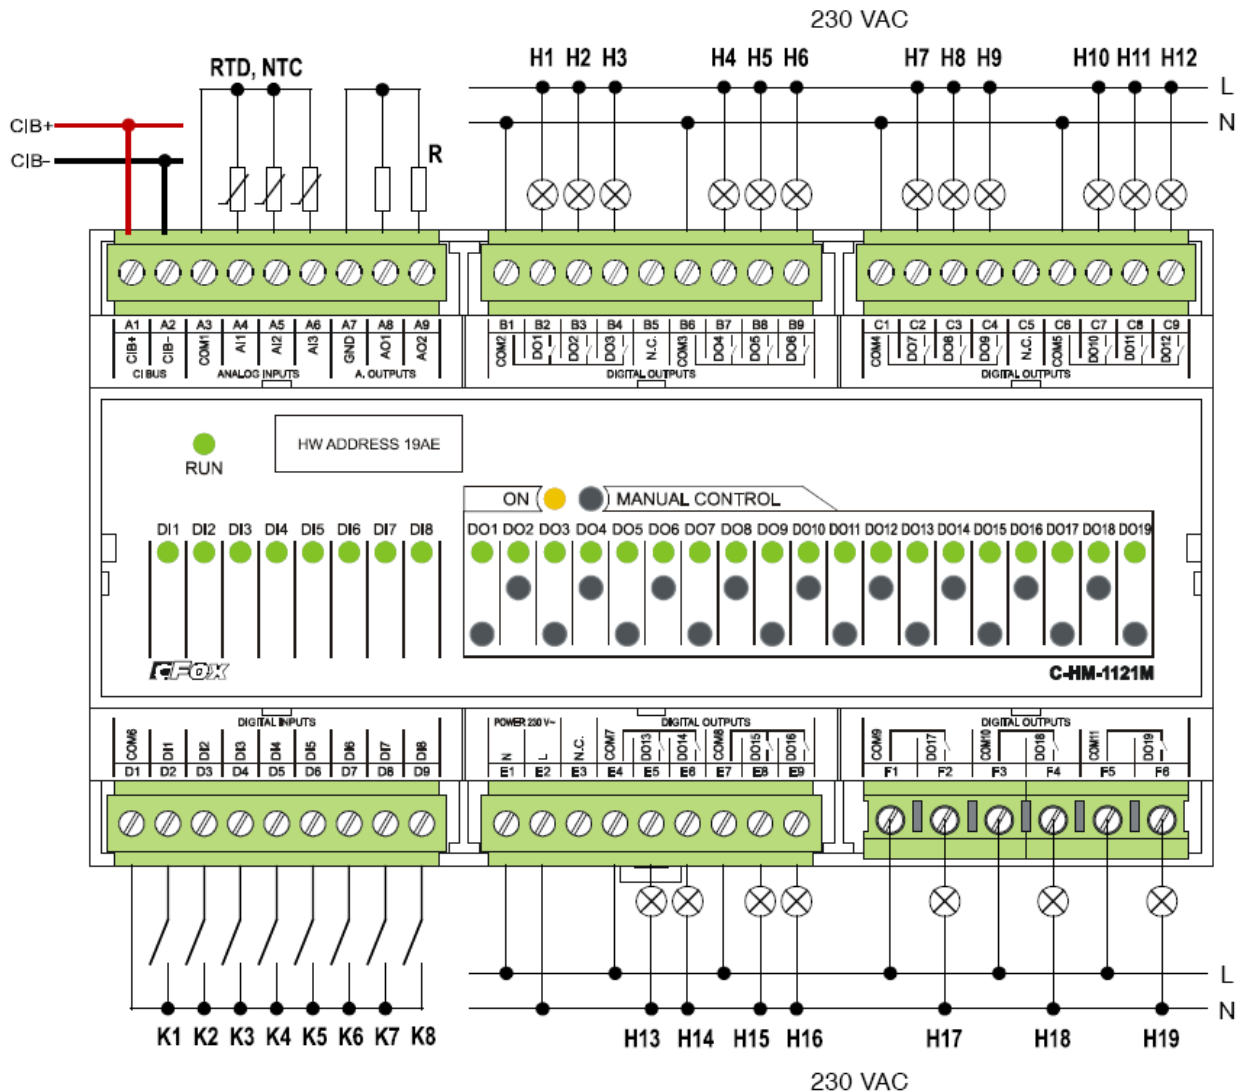 230 VAC
H1 H2 H3 H4 H5 H6 H7 H8 H9 H10 H11 H12
RTD, NTC
L
CIB+
N
CIB-
R
A1 A2 A3 A4 A5 A6 A7 A8 A9 B1 B2 B3 B4 B5 B6 B7 B8 B9 C1 C2 C3 C4 C5 C6 C7 C8 C9
CIB+ CIB- COM1 AI1 AI2 AI3 GND AO1 AO2 COM2 DO1 DO2 DO3 N.C. COM3 DO4 DO5 DO6 COM4 DO7 DO8 DO9 N.C. COM5 DO10 DO11 DO12
CI BUS ANALOG INPUTS A. OUTPUTS DIGITAL OUTPUTS DIGITAL OUTPUTS
HW ADDRESS 19AE
RUN
ON MANUAL CONTROL
DI1 DI2 DI3 DI4 DI5 DI6 DI7 DI8 DO1 DO2 DO3 DO4 DO5 DO6 DO7 DO8 DO9 DO10 DO11 DO12 DO13 DO14 DO15 DO16 DO17 DO18 DO19
cFox C-HM-1121M
DIGITAL INPUTS POWER 230 V~ DIGITAL OUTPUTS DIGITAL OUTPUTS
COM6 DI1 DI2 DI3 DI4 DI5 DI6 DI7 DI8 N L N.C. COM7 DO13 DO14 COM8 DO15 DO16 COM9 DO17 COM10 DO18 COM11 DO19
D1 D2 D3 D4 D5 D6 D7 D8 D9 E1 E2 E3 E4 E5 E6 E7 E8 E9 F1 F2 F3 F4 F5 F6
L
N
K1 K2 K3 K4 K5 K6 K7 K8 H13 H14 H15 H16 H17 H18 H19
230 VAC